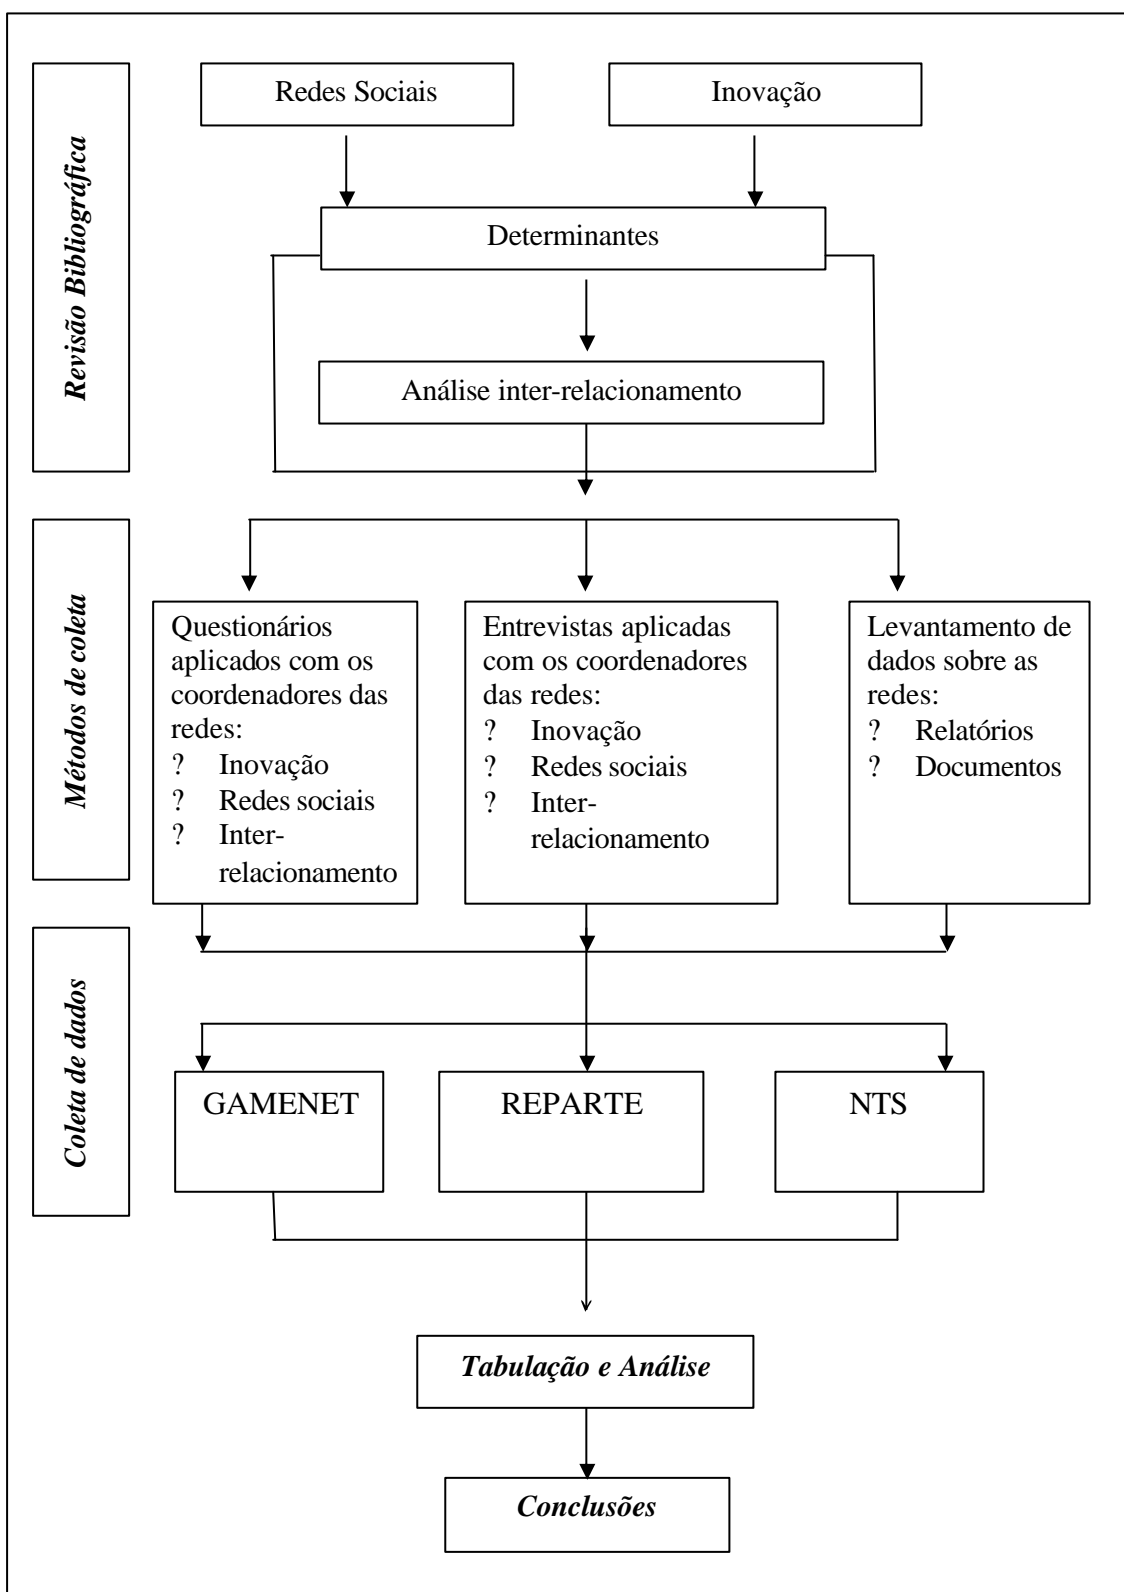 Revisão Bibliográfica
Redes Sociais
Inovação
Determinantes
Análise inter-relacionamento
Métodos de coleta
Questionários
aplicados com os
coordenadores das
redes:
? Inovação
? Redes sociais
? Inter-
relacionamento
Entrevistas aplicadas
com os coordenadores
das redes:
? Inovação
? Redes sociais
? Inter-
relacionamento
Levantamento de
dados sobre as
redes:
? Relatórios
? Documentos
Coleta de dados
GAMENET
REPARTE
NTS
Tabulação e Análise
Conclusões